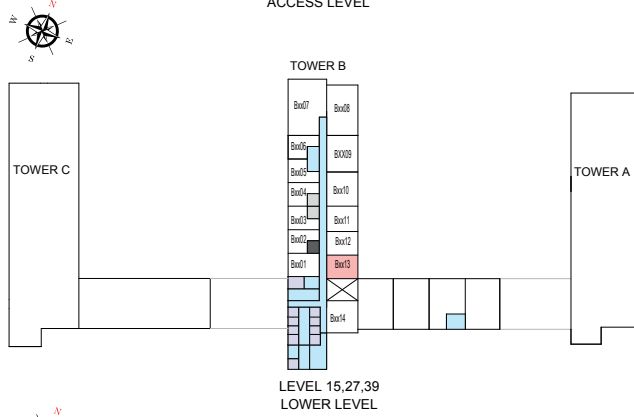 ACCESS LEVEL
N
W
E
S
TOWER B
Bxx07
Bxx08
Bxx06
BXX09
Bxx05
TOWER C
TOWER A
Bxx04
Bxx10
Bxx03
Bxx11
Bxx02
Bxx12
Bxx01
Bxx13
Bxx14
LEVEL 15,27,39
LOWER LEVEL
N